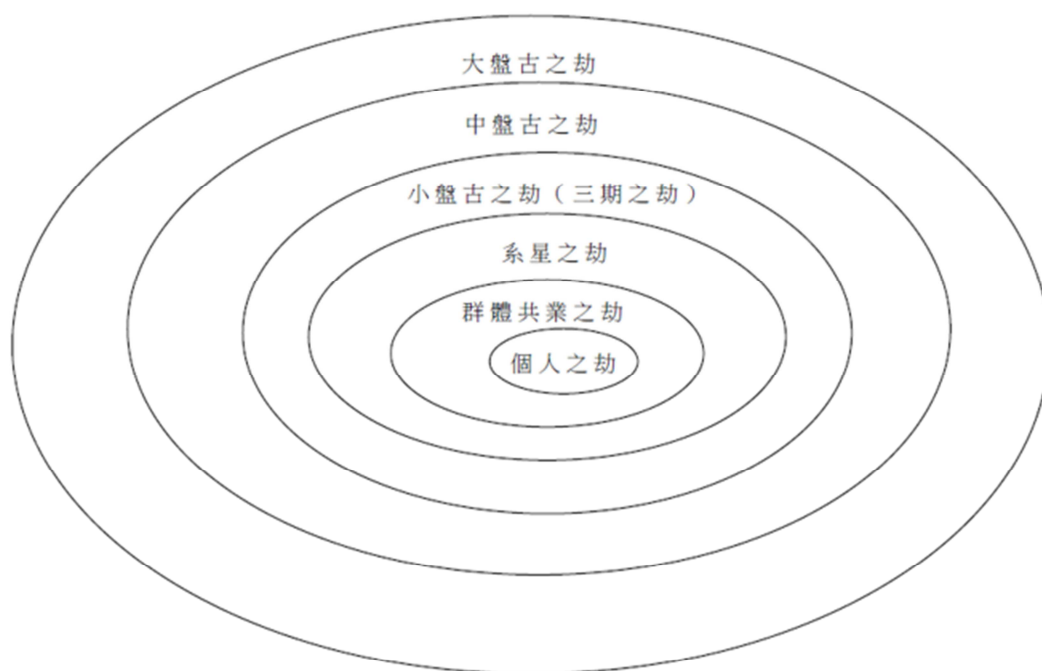 大盤古之劫
中盤古之劫
小盤古之劫（三期之劫）
系星之劫
群體共業之劫
個人之劫